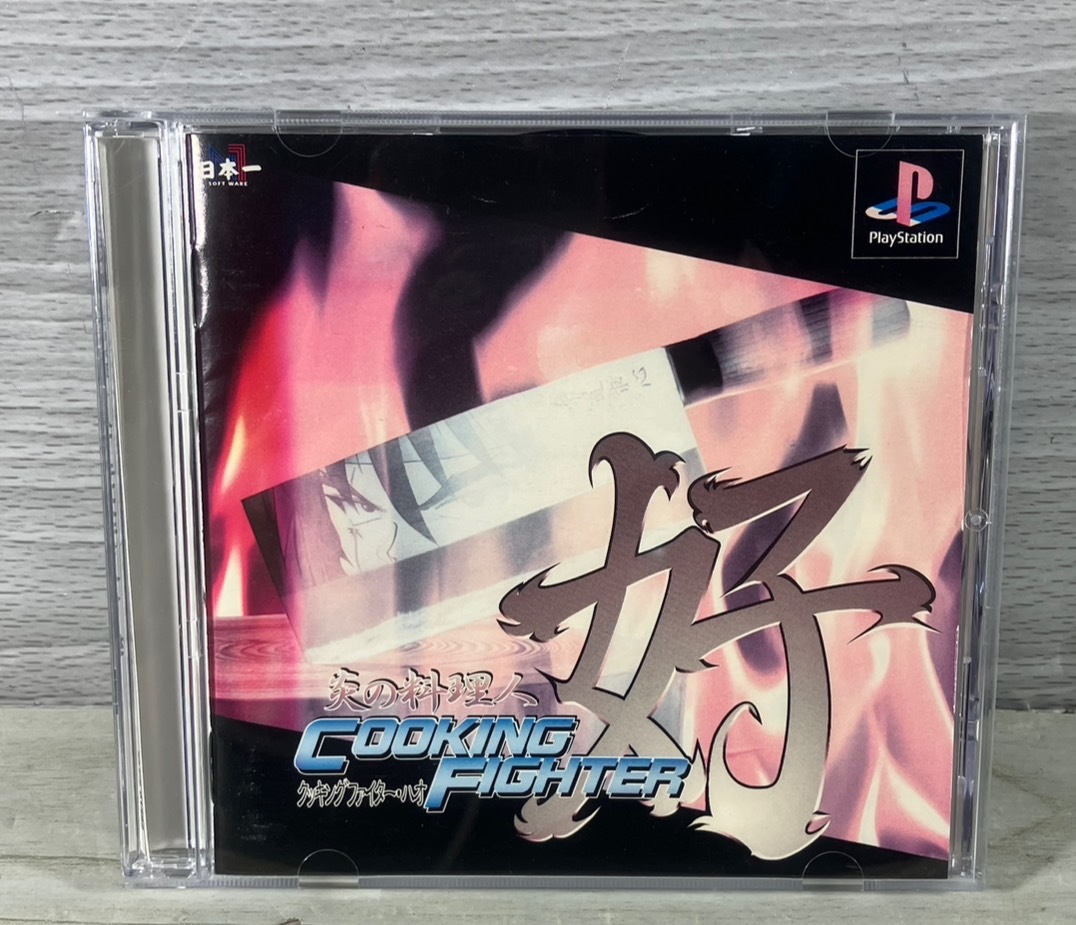 日本一
SOFT WARE
PlayStation
好
炎の料理人
COOKING
FIGHTER
クッキングファイター・ハオ